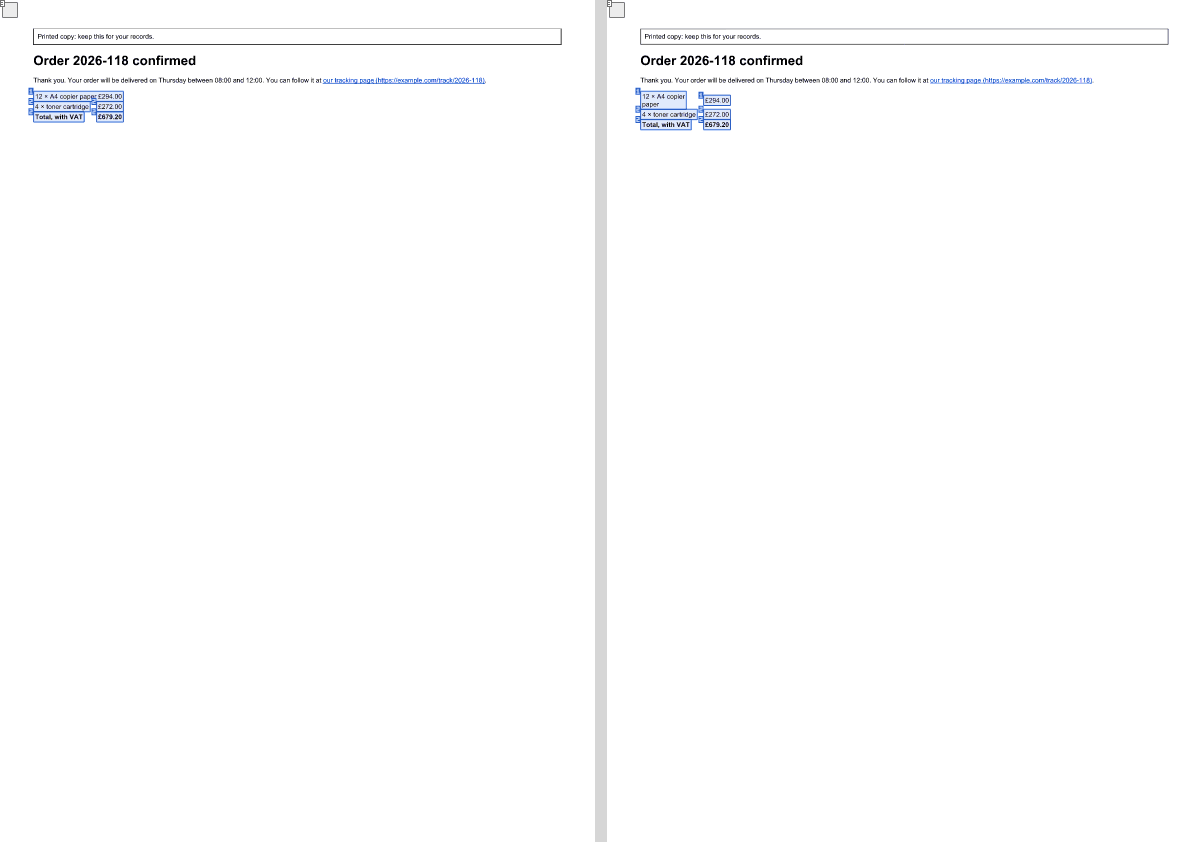 Printed copy: keep this for your records.
Order 2026-118 confirmed
Thank you. Your order will be delivered on Thursday between 08:00 and 12:00. You can follow it at our tracking page (https://example.com/track/2026-118).
12 × A4 copier paper £294.00
4 × toner cartridge £272.00
Total, with VAT £679.20
Printed copy: keep this for your records.
Order 2026-118 confirmed
Thank you. Your order will be delivered on Thursday between 08:00 and 12:00. You can follow it at our tracking page (https://example.com/track/2026-118).
12 × A4 copier
paper
£294.00
4 × toner cartridge £272.00
Total, with VAT £679.20